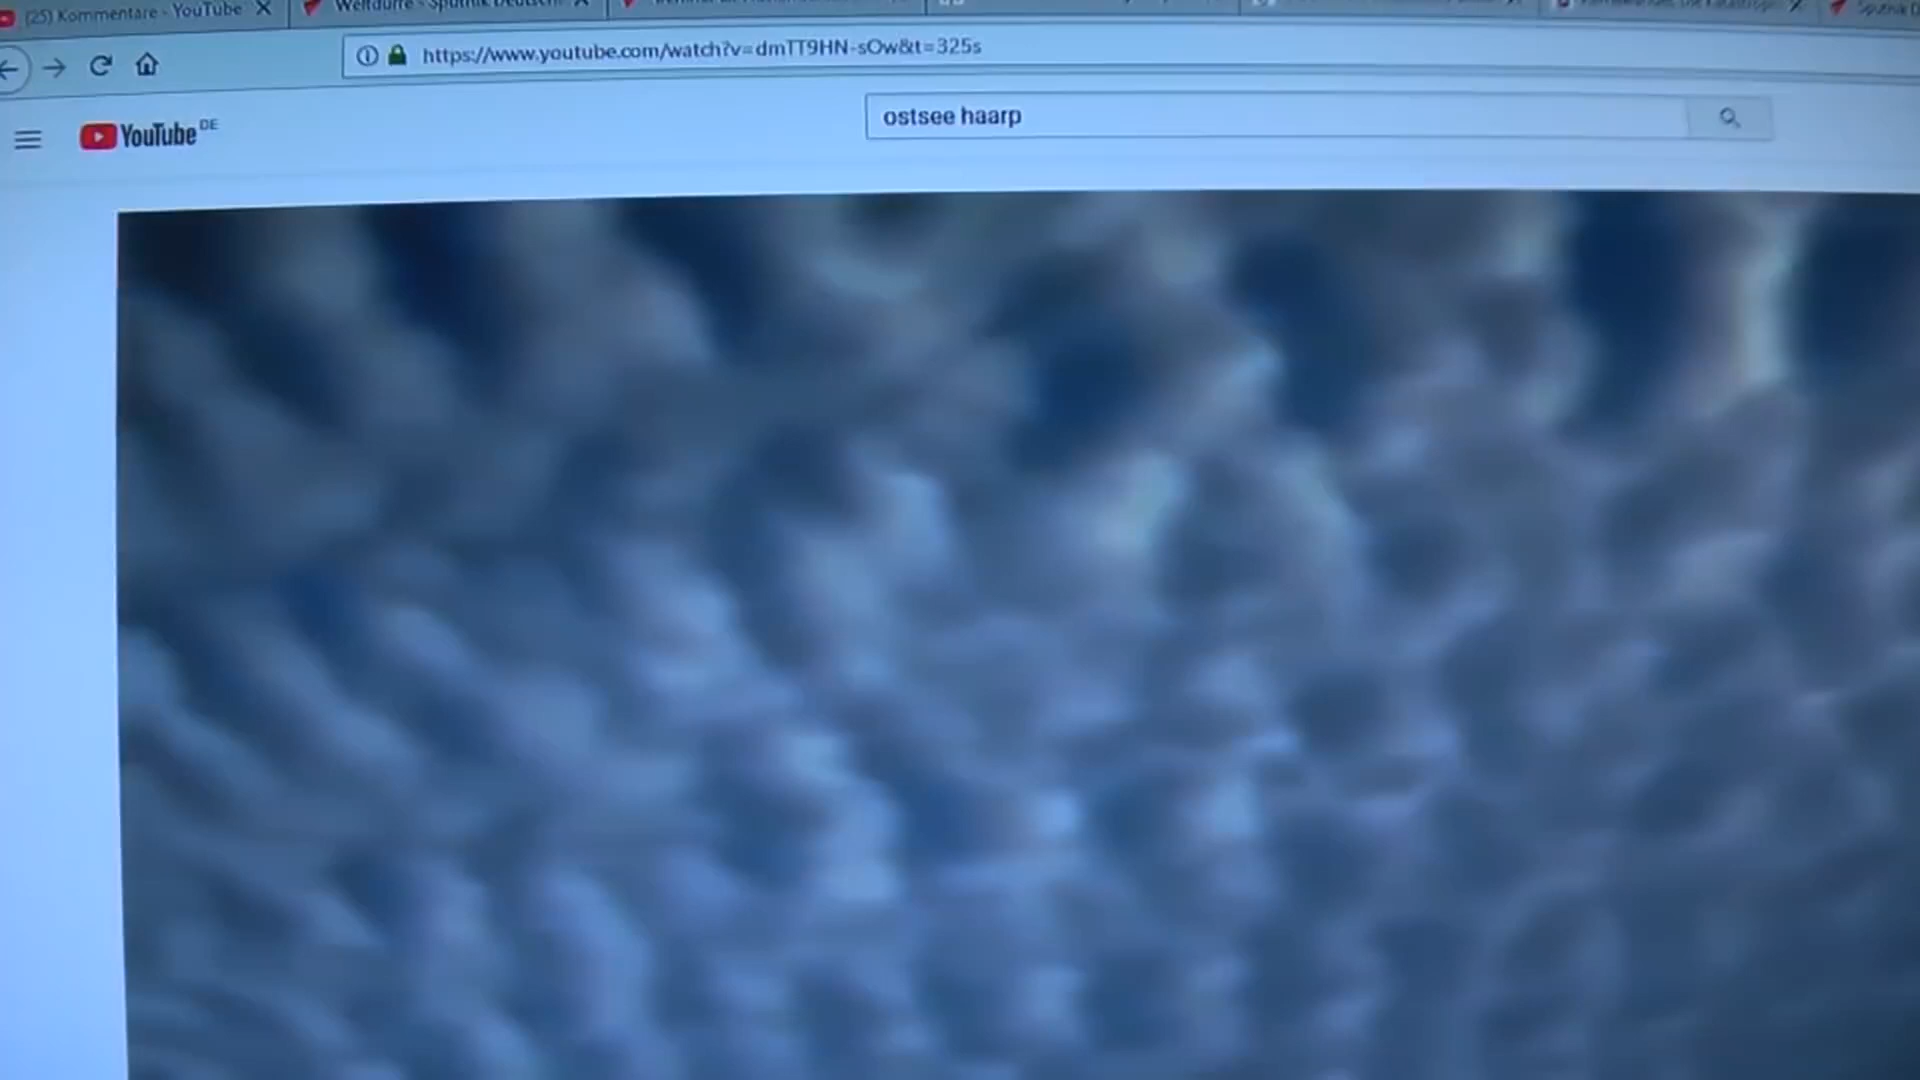 (25) Kommentare - YouTube
https://www.youtube.com/watch?v=dmTT9HN-sOw&t=325s
YouTube DE
ostsee haarp